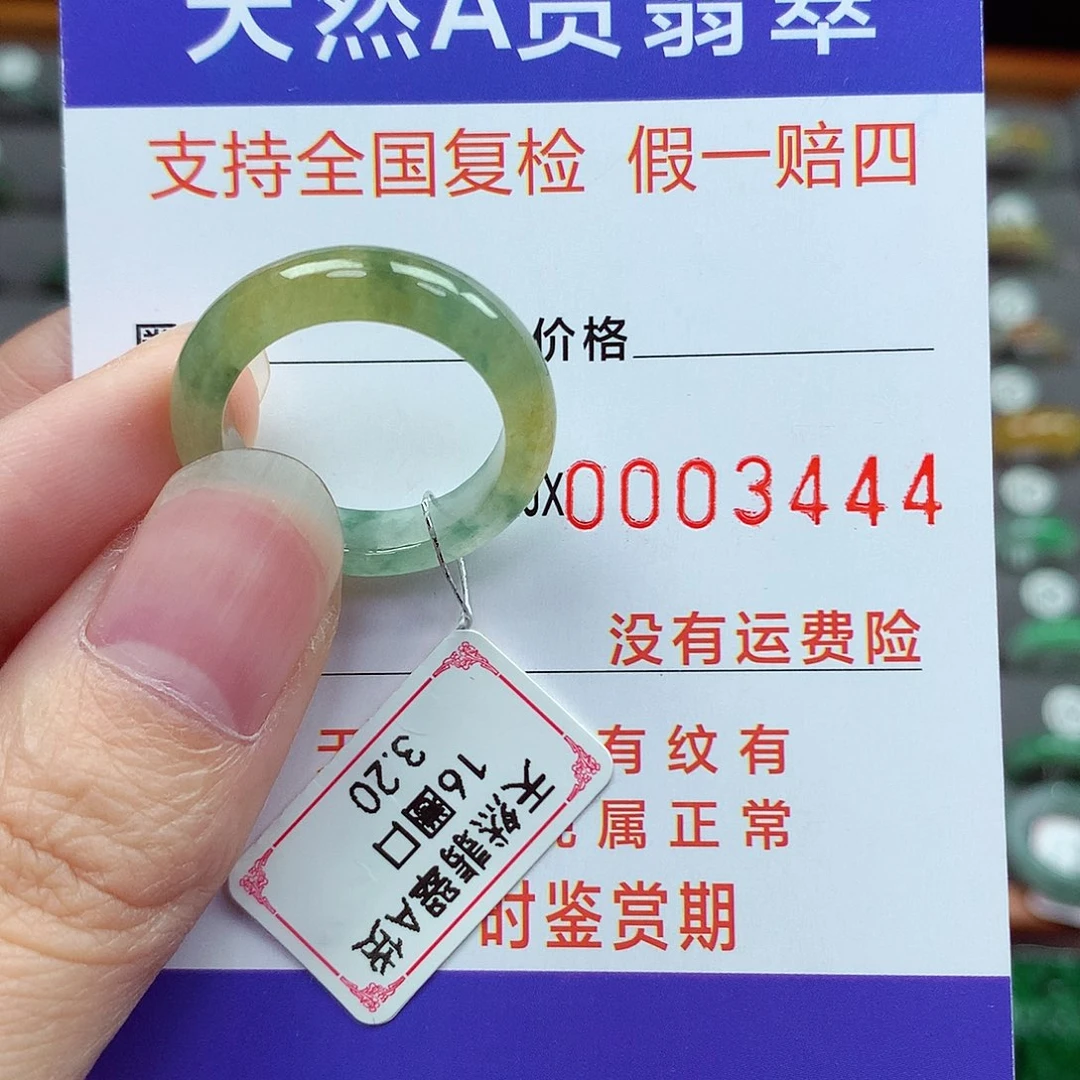 天然A货翡翠
支持全国复检 假一赔四
价格
X0003444
没有运费险
有纹有
属正常
时鉴赏期
天然翡翠A货
16圈口
3.20